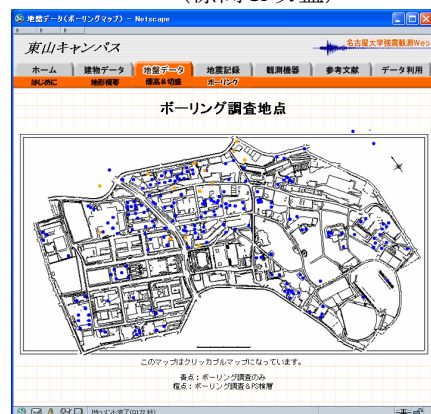 地盤データ(ボーリングマップ) - Netscape
東山キャンパス
名古屋大学強震観測Web
ホーム 建物データ 地盤データ 地震記録 観測機器 参考文献 データ利用
はじめに 地形概要 標高&切盛 ボーリング
ボーリング調査地点
このマップはクリッカブルマップになっています。
青点:ボーリング調査のみ
橙点:ボーリング調査&PS検層